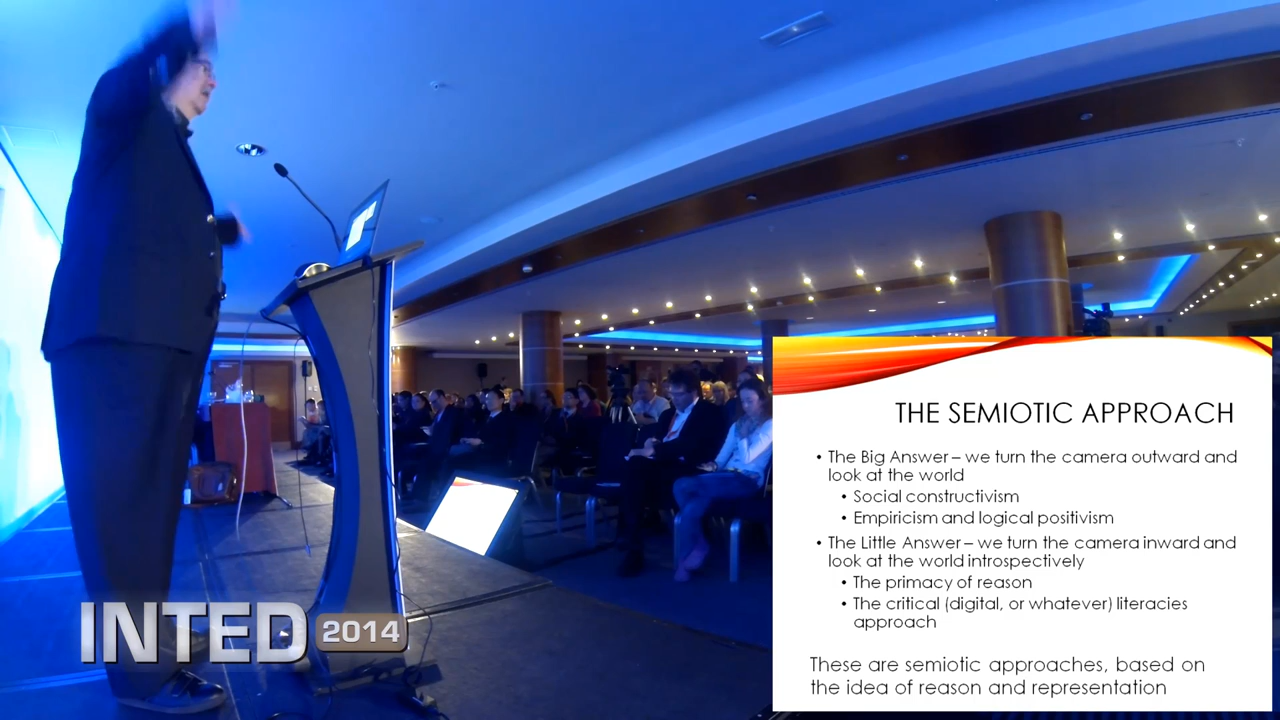 INTED 2014
THE SEMIOTIC APPROACH
• The Big Answer – we turn the camera outward and
look at the world
• Social constructivism
• Empiricism and logical positivism
• The Little Answer – we turn the camera inward and
look at the world introspectively
• The primacy of reason
• The critical (digital, or whatever) literacies
approach
These are semiotic approaches, based on
the idea of reason and representation